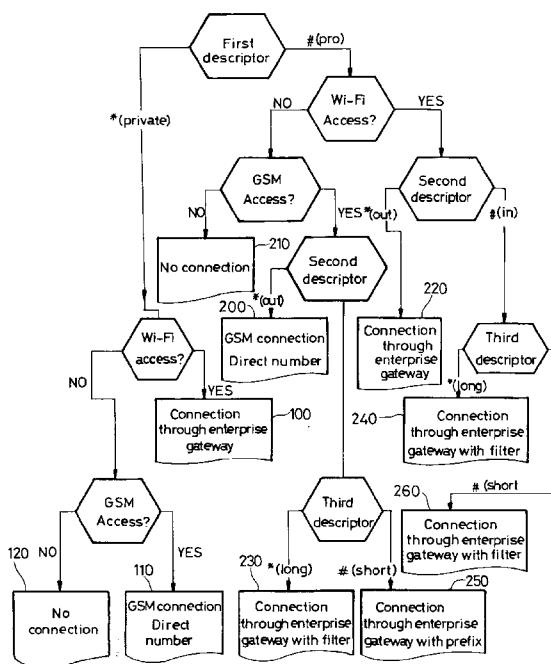 First
descriptor
#(pro)
*(private)
Wi-Fi
Access?
NO
YES
GSM
Access?
Second
descriptor
NO
YES
*(out)
#(in)
210
No connection
Second
descriptor
220
200
*(out)
GSM connection
Direct number
Connection
through
enterprise
gateway
Third
descriptor
Wi-Fi
access?
NO
YES
*(long)
240
Connection
through enterprise
gateway
100
Connection
through enterprise
gateway with filter
#(short
260
GSM
Access?
Third
descriptor
Connection
through enterprise
gateway with filter
120
NO
110
YES
230
*(long)
#(short)
250
No
connection
GSM connection
Direct
number
Connection
through enterprise
gateway with filter
Connection
through enterprise
gateway with prefix